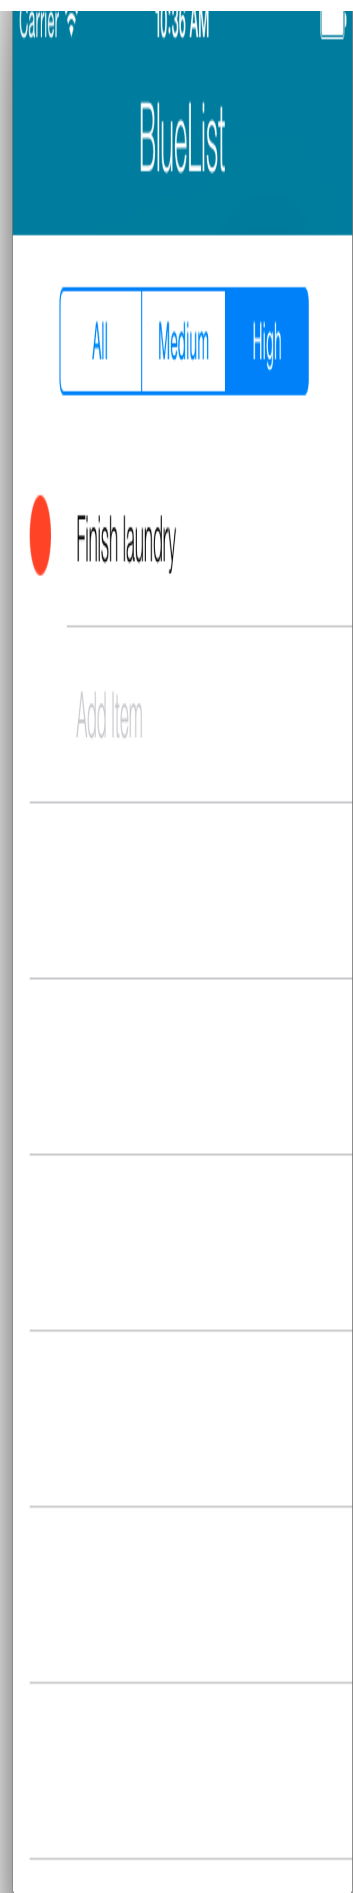 Carrier 10:36 AM
BlueList
All Medium High
Finish laundry
Add Item